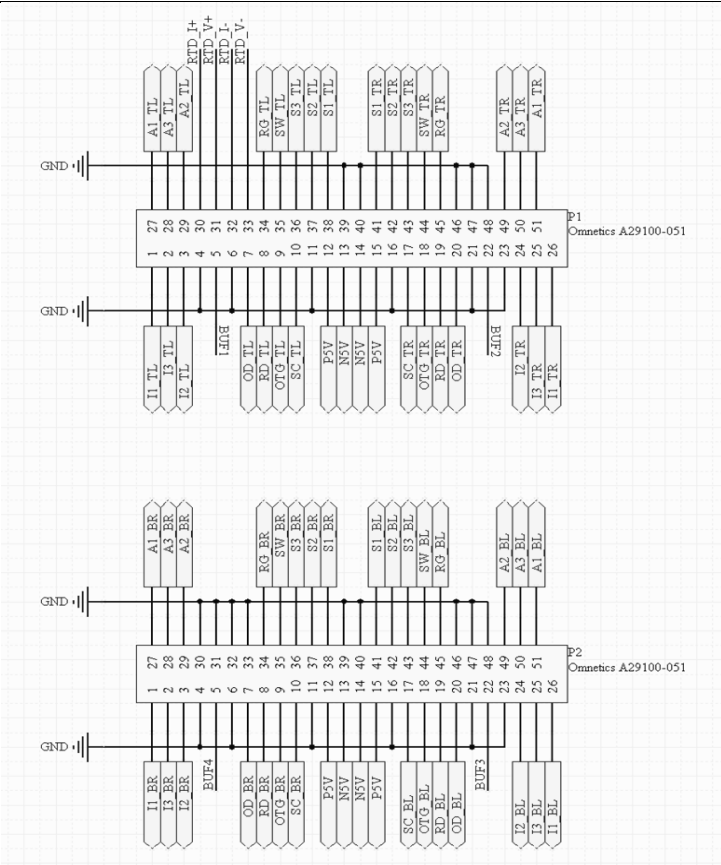 RTD_I+
RTD_V+
RTD_I-
RTD_V-
A1_TL
A3_TL
A2_TL
RG_TL
SW_TL
S3_TL
S2_TL
S1_TL
S1_TR
S2_TR
S3_TR
SW_TR
RG_TR
A2_TR
A3_TR
A1_TR
GND
27 28 29 30 31 32 33 34 35 36 37 38 39 40 41 42 43 44 45 46 47 48 49 50 51
P1
Omnetics A29100-051
1 2 3 4 5 6 7 8 9 10 11 12 13 14 15 16 17 18 19 20 21 22 23 24 25 26
GND
I1_TL
I3_TL
I2_TL
BUF1
OD_TL
RD_TL
OTG_TL
SC_TL
P5V
N5V
N5V
P5V
SC_TR
OTG_TR
RD_TR
OD_TR
BUF2
I2_TR
I3_TR
I1_TR
A1_BR
A3_BR
A2_BR
RG_BR
SW_BR
S3_BR
S2_BR
S1_BR
S1_BL
S2_BL
S3_BL
SW_BL
RG_BL
A2_BL
A3_BL
A1_BL
GND
27 28 29 30 31 32 33 34 35 36 37 38 39 40 41 42 43 44 45 46 47 48 49 50 51
P2
Omnetics A29100-051
1 2 3 4 5 6 7 8 9 10 11 12 13 14 15 16 17 18 19 20 21 22 23 24 25 26
GND
I1_BR
I3_BR
I2_BR
BUF4
OD_BR
RD_BR
OTG_BR
SC_BR
P5V
N5V
N5V
P5V
SC_BL
OTG_BL
RD_BL
OD_BL
BUF3
I2_BL
I3_BL
I1_BL